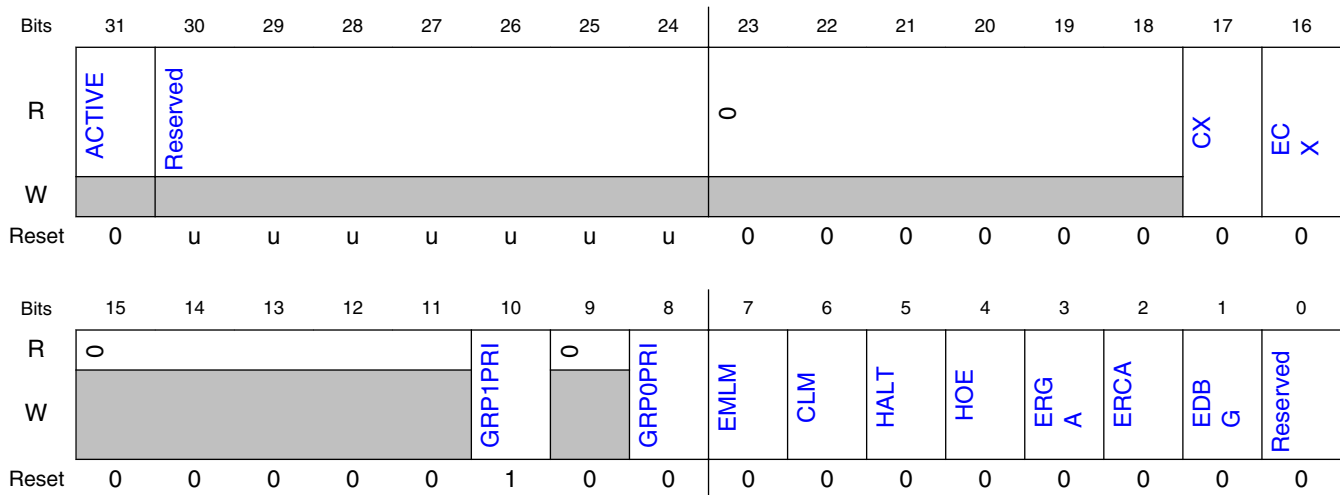 Bits 31 30 29 28 27 26 25 24 23 22 21 20 19 18 17 16
R ACTIVE Reserved 0 CX EC X
W
Reset 0 u u u u u u u 0 0 0 0 0 0 0 0
Bits 15 14 13 12 11 10 9 8 7 6 5 4 3 2 1 0
R 0 GRP1PRI 0 GRP0PRI EMLM CLM HALT HOE ERG A ERCA EDB G Reserved
W
Reset 0 0 0 0 0 1 0 0 0 0 0 0 0 0 0 0